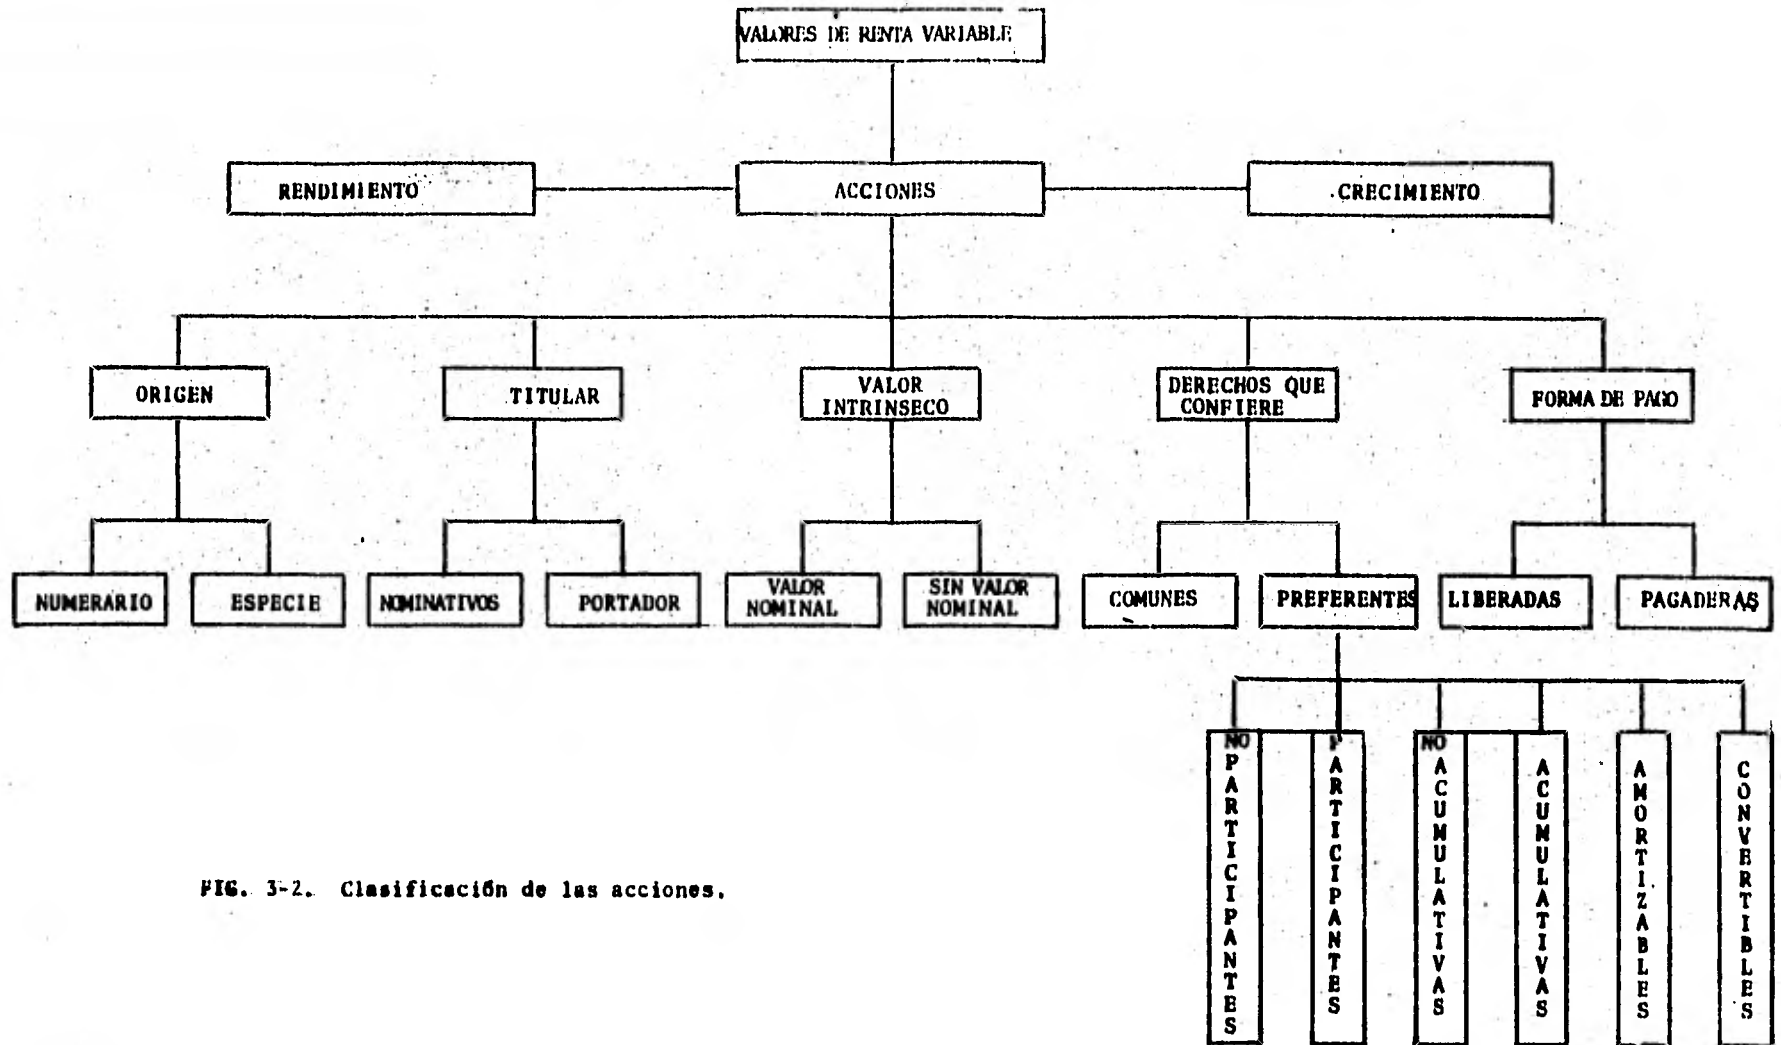 VALORES DE RENTA VARIABLE
RENDIMIENTO
ACCIONES
CRECIMIENTO
ORIGEN
TITULAR
VALOR
INTRINSECO
DERECHOS QUE
CONFIERE
FORMA DE PAGO
NUMERARIO
ESPECIE
NOMINATIVOS
PORTADOR
VALOR
NOMINAL
SIN VALOR
NOMINAL
COMUNES
PREFERENTES
LIBERADAS
PAGADERAS
NO PARTICIPANTES
PARTICIPANTES
NO ACUMULATIVAS
ACUMULATIVAS
AMORTIZABLES
CONVERTIBLES
FIG. 3-2. Clasificación de las acciones.